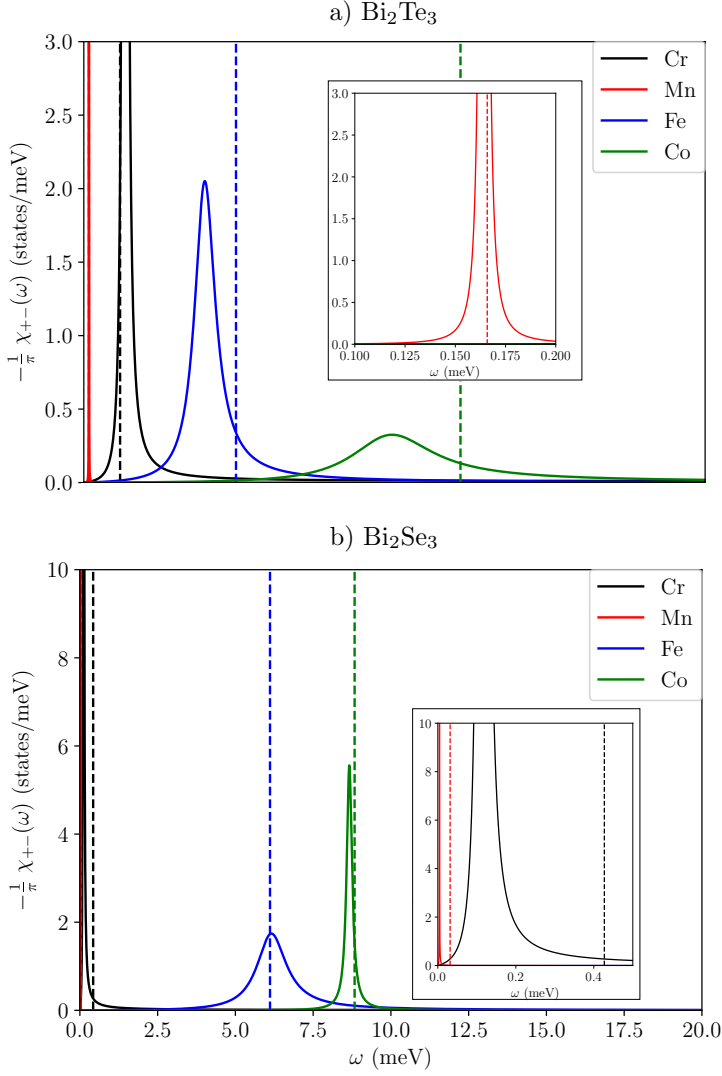 a) Bi₂Te₃
3.0
2.5
2.0
1.5
1.0
0.5
0.0
−1/π χ₊₋(ω) (states/meV)
Cr
Mn
Fe
Co
3.0
2.5
2.0
1.5
1.0
0.5
0.0
0.100 0.125 0.150 0.175 0.200
ω (meV)
b) Bi₂Se₃
10
8
6
4
2
0
−1/π χ₊₋(ω) (states/meV)
Cr
Mn
Fe
Co
10
8
6
4
2
0
0.0 0.2 0.4
ω (meV)
0.0 2.5 5.0 7.5 10.0 12.5 15.0 17.5 20.0
ω (meV)